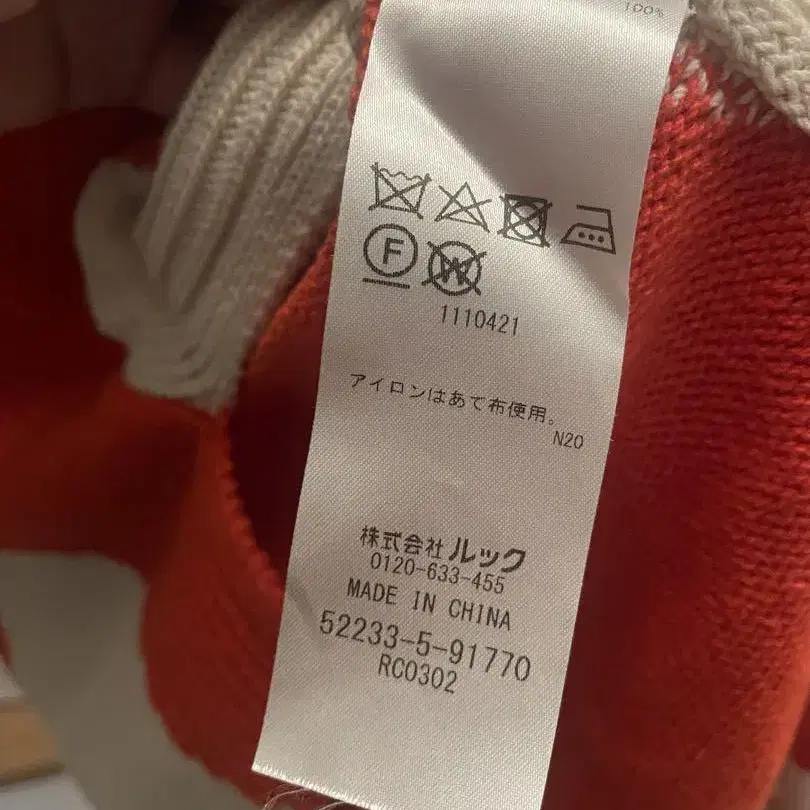 100%
F
W
1110421
アイロンはあて布使用。
N20
株式会社ルック
0120-633-455
MADE IN CHINA
52233-5-91770
RC0302